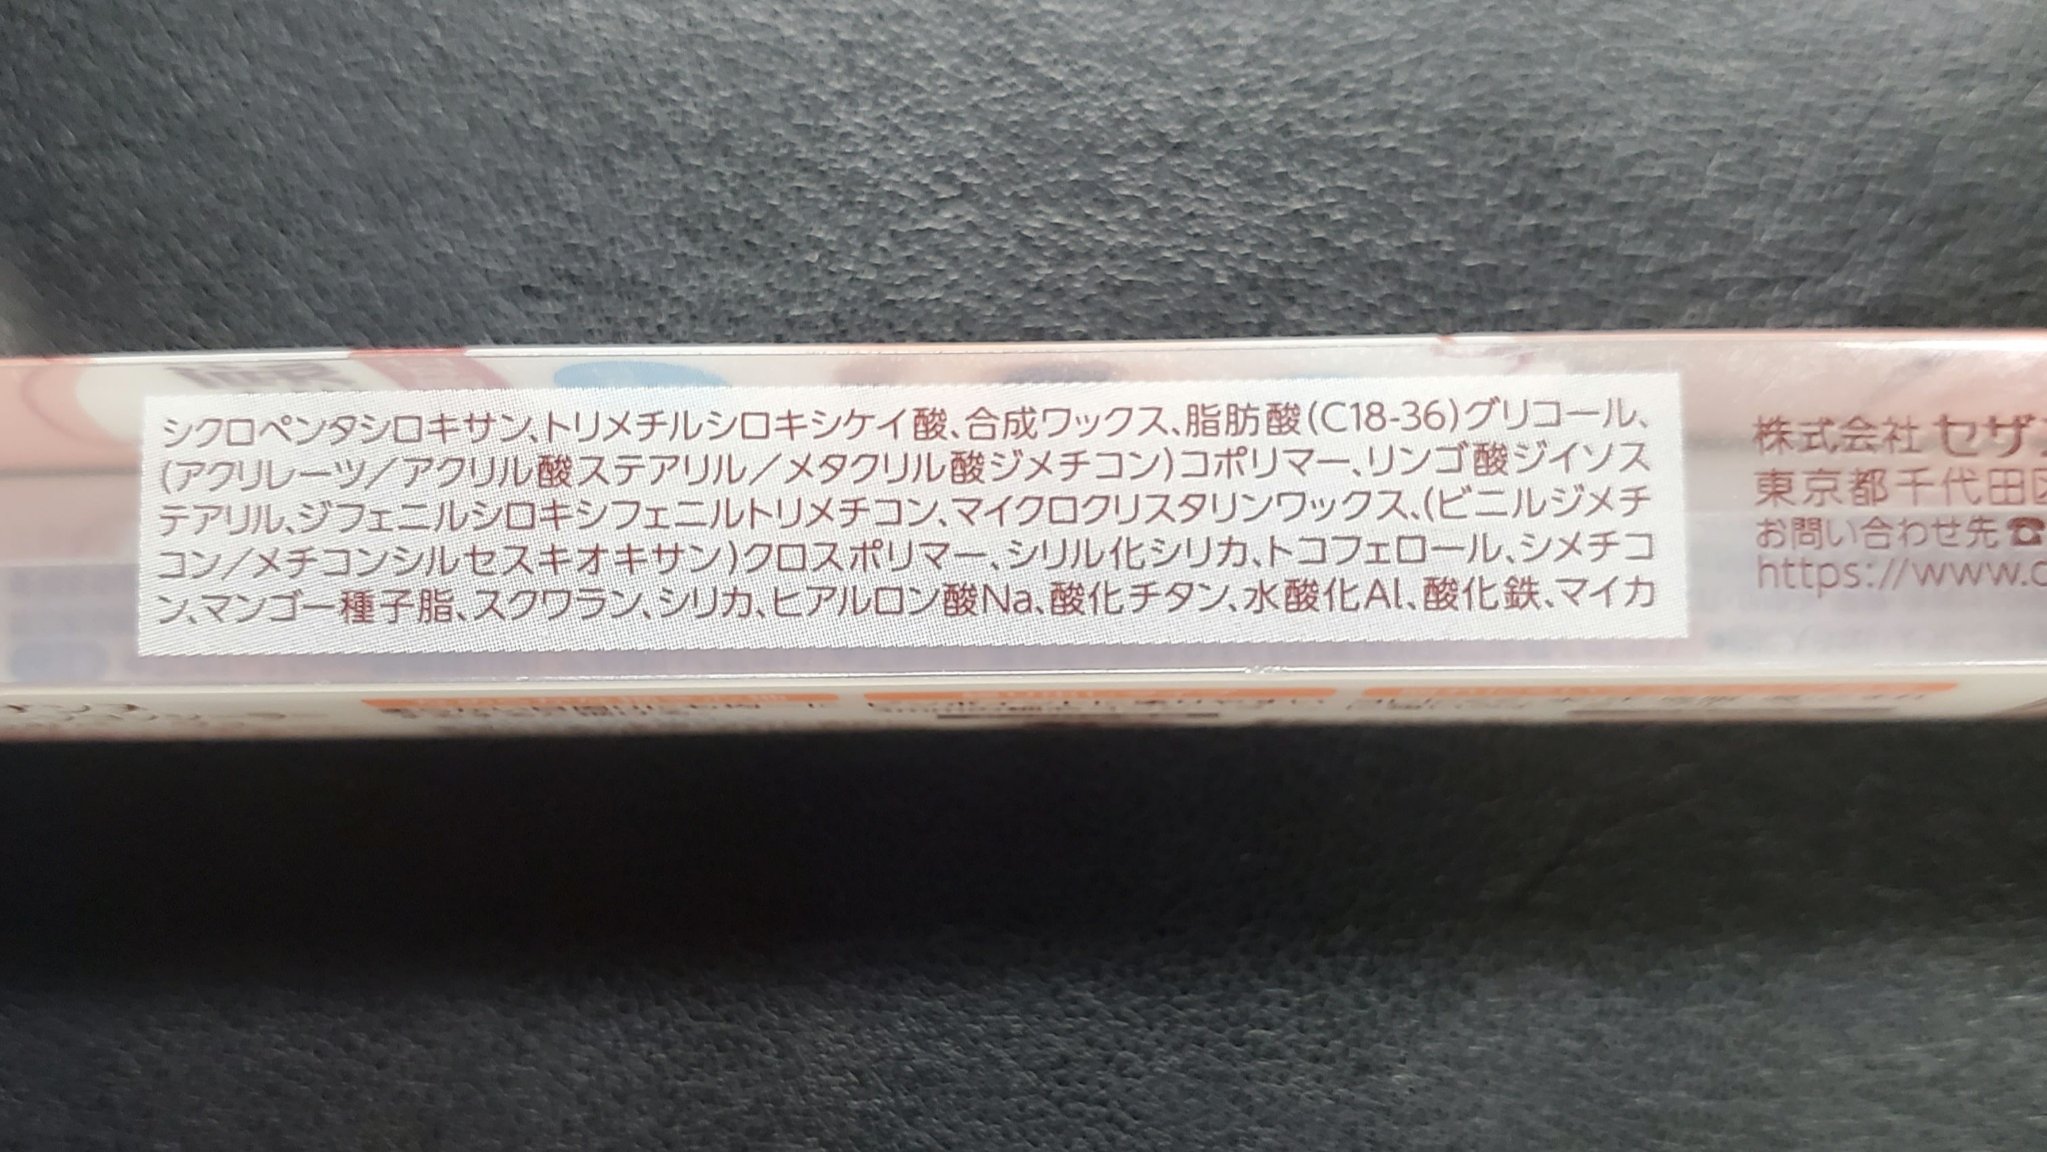 シクロペンタシロキサン、トリメチルシロキシケイ酸、合成ワックス、脂肪酸(C18-36)グリコール、
(アクリレーツ/アクリル酸ステアリル/メタクリル酸ジメチコン)コポリマー、リンゴ酸ジイソス
テアリル、ジフェニルシロキシフェニルトリメチコン、マイクロクリスタリンワックス、(ビニルジメチ
コン/メチコンシルセスキオキサン)クロスポリマー、シリル化シリカ、トコフェロール、シメチコ
ン、マンゴー種子脂、スクワラン、シリカ、ヒアルロン酸Na、酸化チタン、水酸化Al、酸化鉄、マイカ
株式会社 セザ
東京都千代田区
お問い合わせ先☎
https://www.c